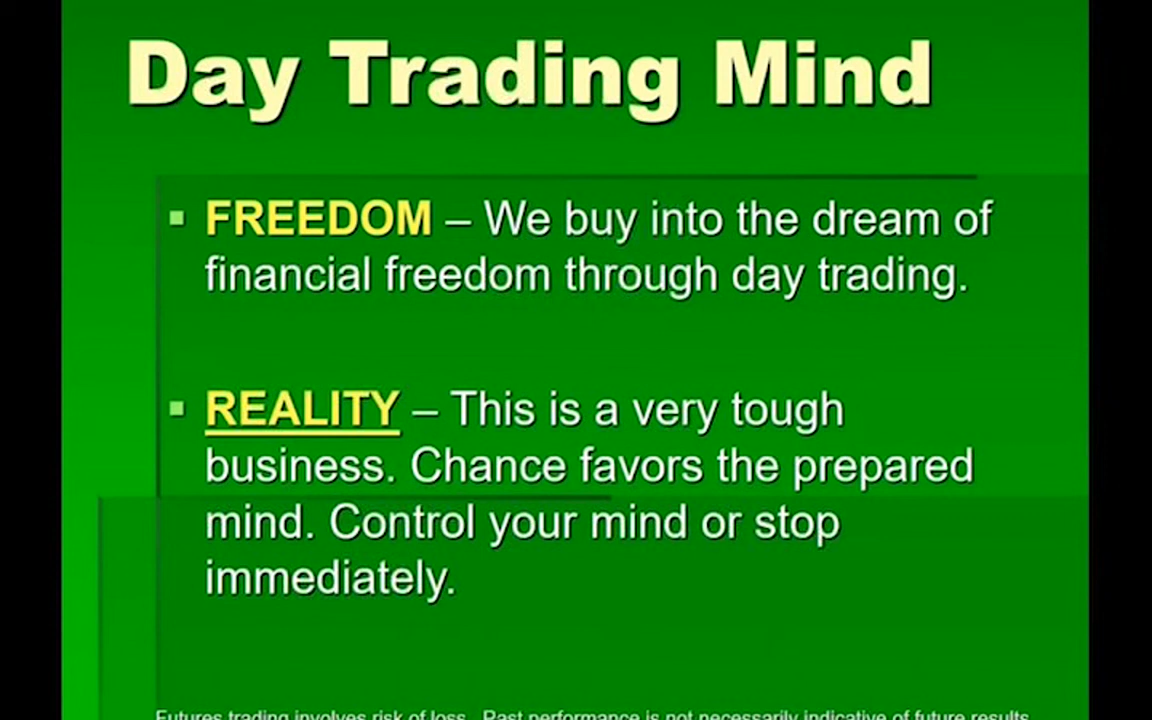 Day Trading Mind
▪ FREEDOM – We buy into the dream of
financial freedom through day trading.
▪ REALITY – This is a very tough
business. Chance favors the prepared
mind. Control your mind or stop
immediately.
Futures trading involves risk of loss. Past performance is not necessarily indicative of future results